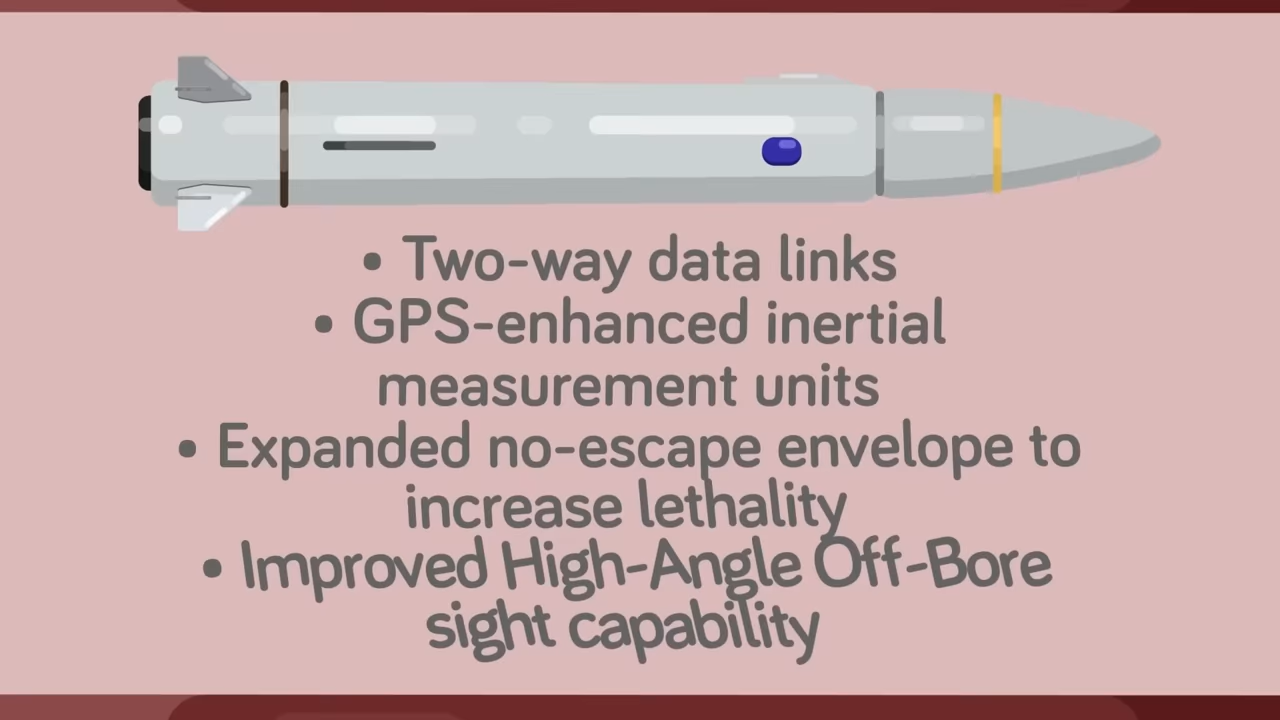 • Two-way data links
• GPS-enhanced inertial
measurement units
• Expanded no-escape envelope to
increase lethality
• Improved High-Angle Off-Bore
sight capability